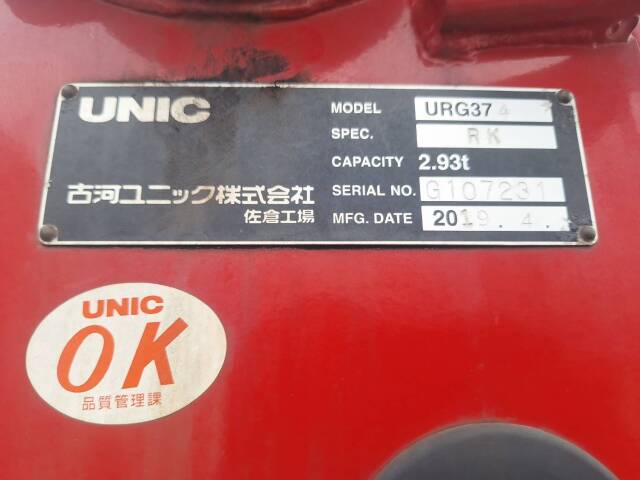 UNIC
MODEL URG374
SPEC. RK
CAPACITY 2.93t
古河ユニック株式会社
佐倉工場
SERIAL NO. G107231
MFG. DATE 2019.4.
UNIC
OK
品質管理課